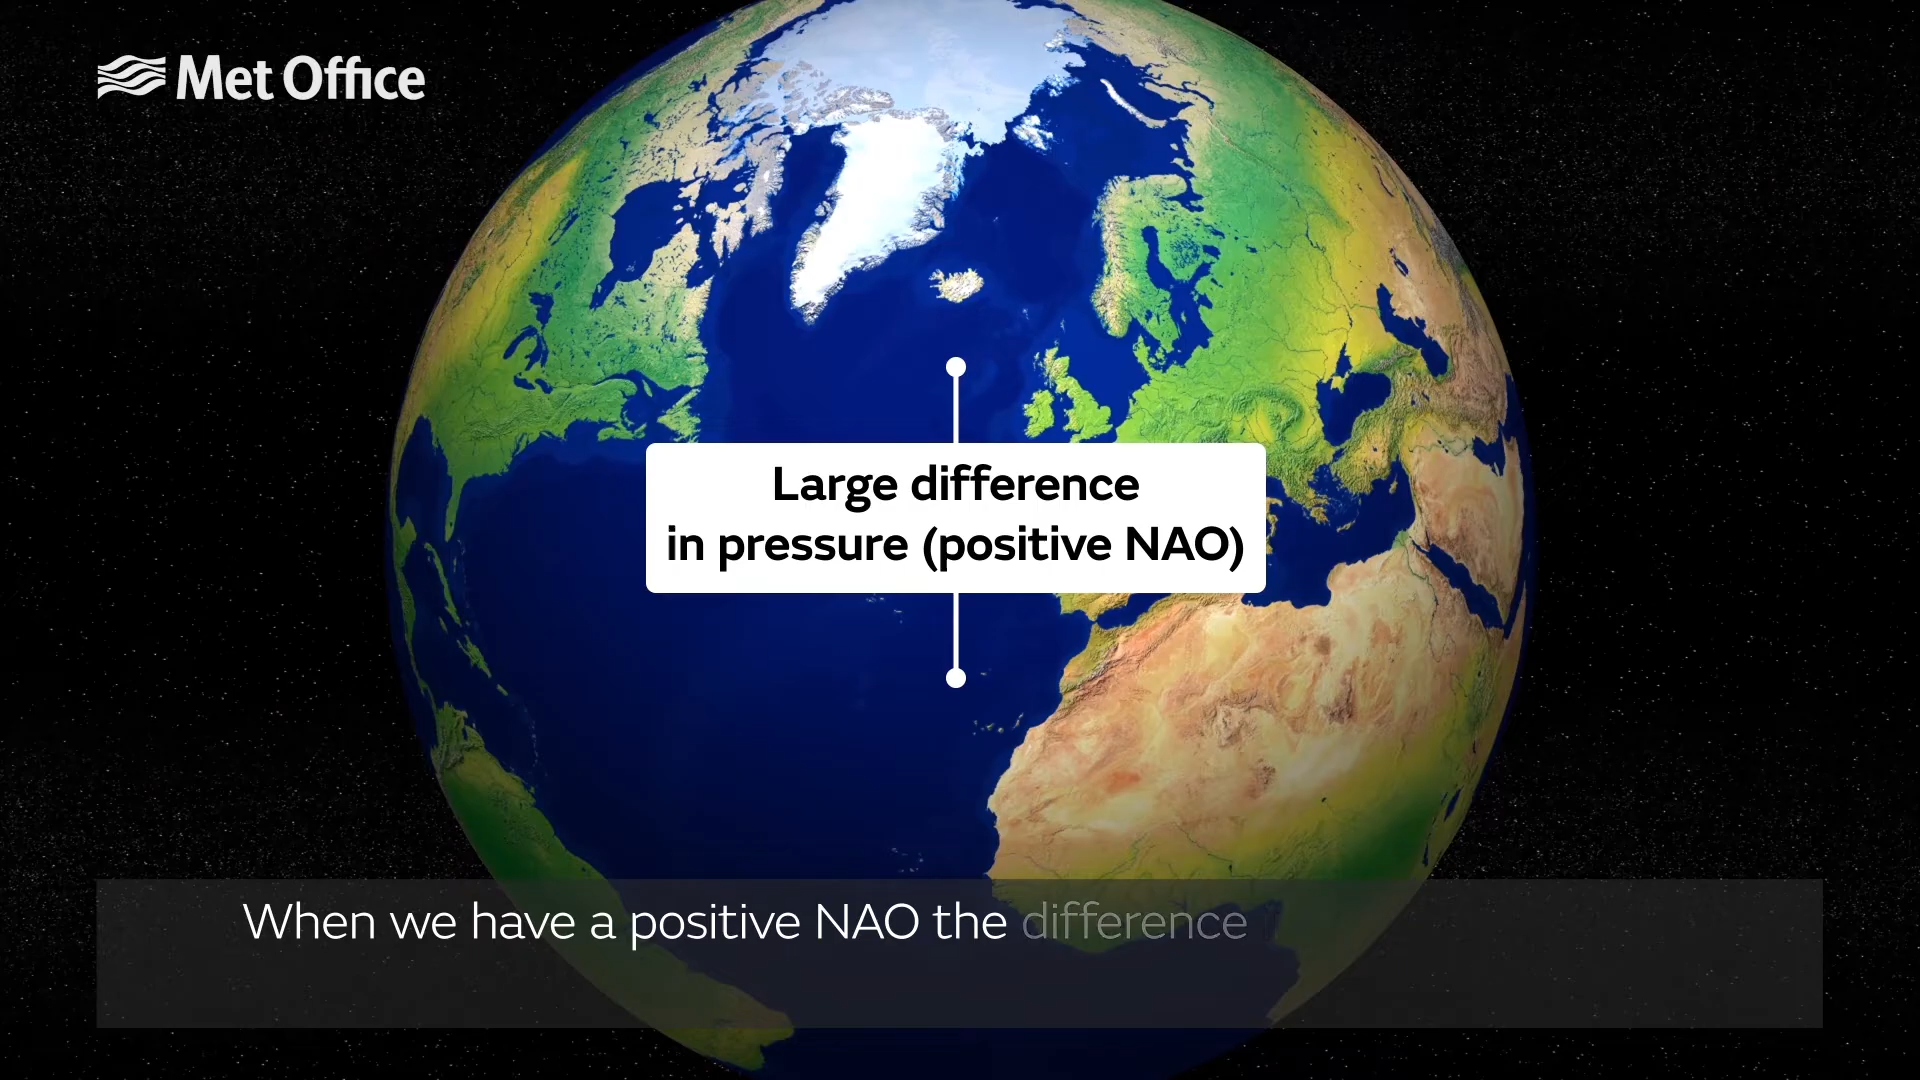 Met Office
Large difference
in pressure (positive NAO)
When we have a positive NAO the difference